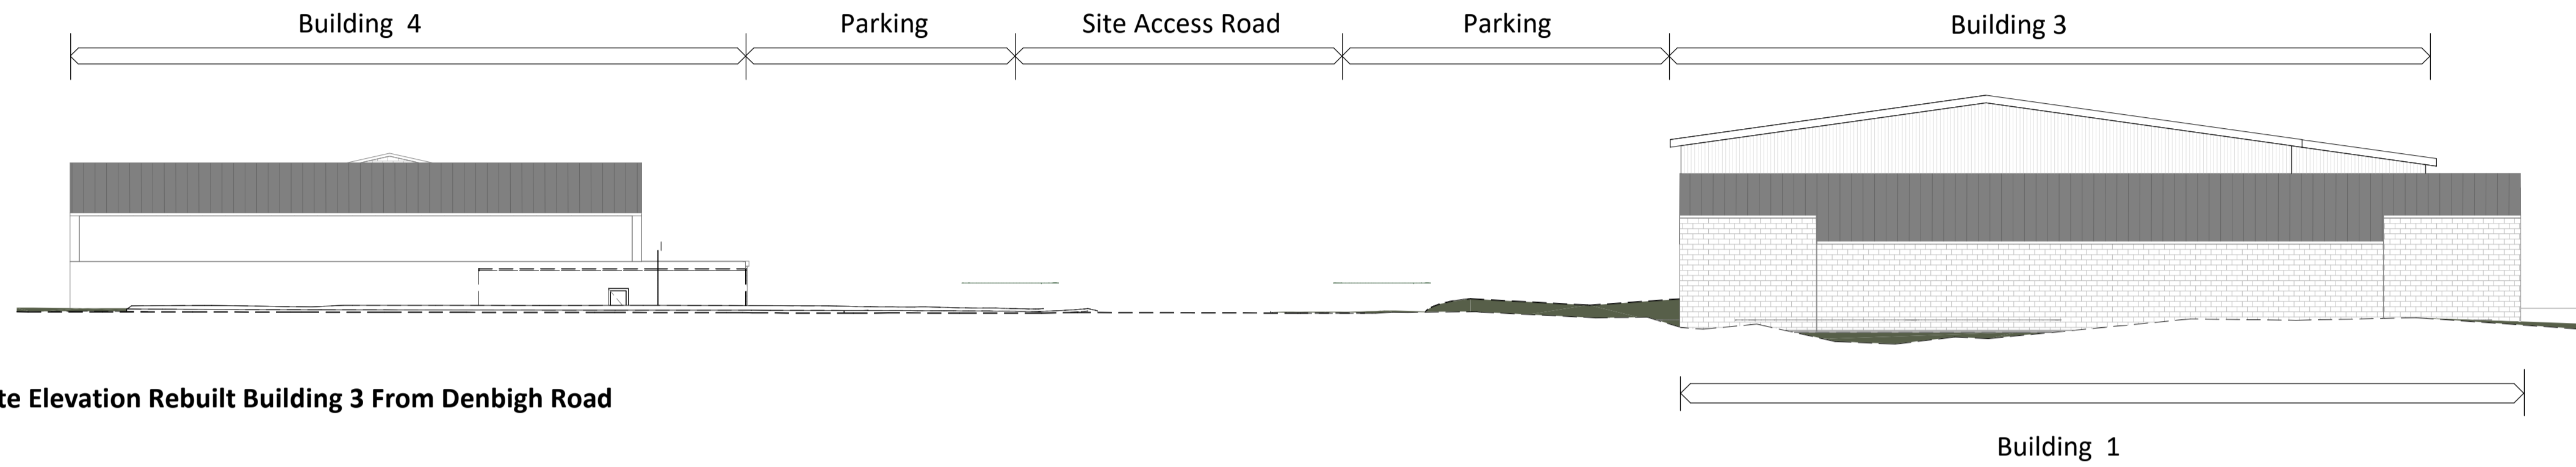 Building 4
Parking
Site Access Road
Parking
Building 3
te Elevation Rebuilt Building 3 From Denbigh Road
Building 1